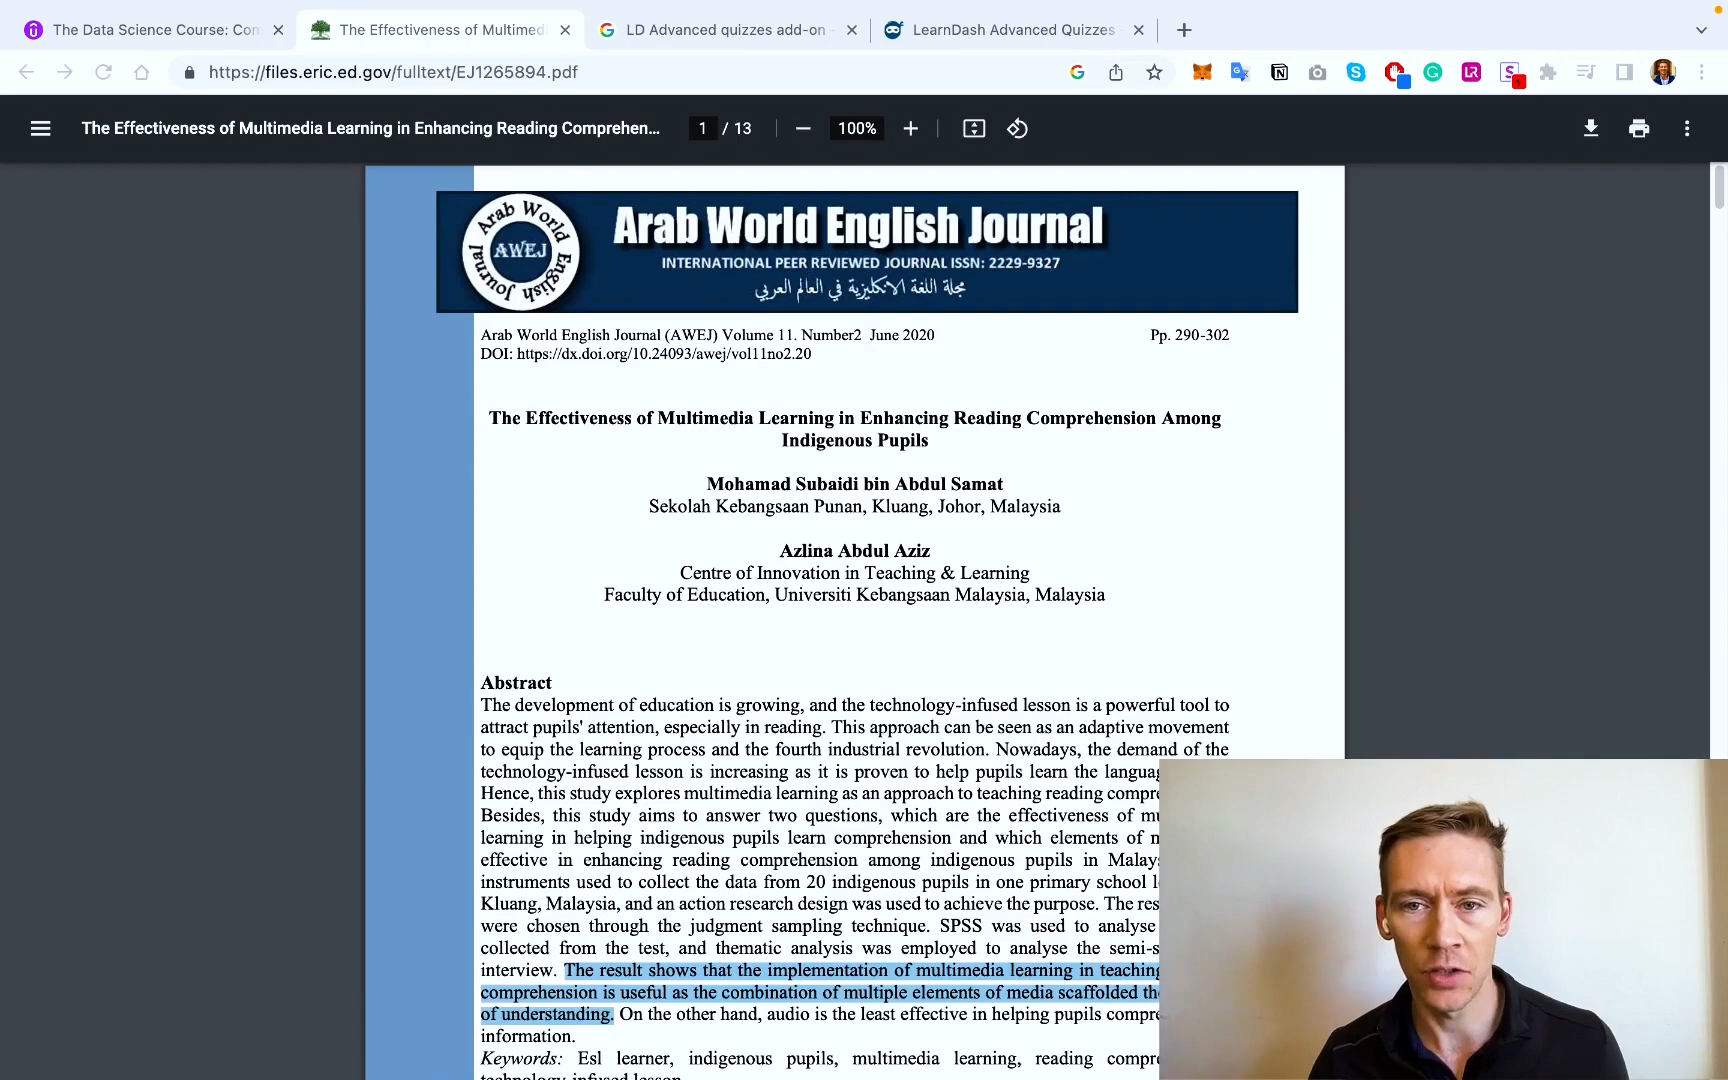 The Data Science Course: Com
The Effectiveness of Multimed
LD Advanced quizzes add-on -
LearnDash Advanced Quizzes -
https://files.eric.ed.gov/fulltext/EJ1265894.pdf
The Effectiveness of Multimedia Learning in Enhancing Reading Comprehen...
1 / 13
100%
Arab World English Journal
AWEJ
Arab World English Journal
INTERNATIONAL PEER REVIEWED JOURNAL ISSN: 2229-9327
مجلة اللغة الانكليزية في العالم العربي
Arab World English Journal (AWEJ) Volume 11. Number2 June 2020 Pp. 290-302
DOI: https://dx.doi.org/10.24093/awej/vol11no2.20
The Effectiveness of Multimedia Learning in Enhancing Reading Comprehension Among
Indigenous Pupils
Mohamad Subaidi bin Abdul Samat
Sekolah Kebangsaan Punan, Kluang, Johor, Malaysia
Azlina Abdul Aziz
Centre of Innovation in Teaching & Learning
Faculty of Education, Universiti Kebangsaan Malaysia, Malaysia
Abstract
The development of education is growing, and the technology-infused lesson is a powerful tool to
attract pupils' attention, especially in reading. This approach can be seen as an adaptive movement
to equip the learning process and the fourth industrial revolution. Nowadays, the demand of the
technology-infused lesson is increasing as it is proven to help pupils learn the languag
Hence, this study explores multimedia learning as an approach to teaching reading compre
Besides, this study aims to answer two questions, which are the effectiveness of mu
learning in helping indigenous pupils learn comprehension and which elements of m
effective in enhancing reading comprehension among indigenous pupils in Malays
instruments used to collect the data from 20 indigenous pupils in one primary school l
Kluang, Malaysia, and an action research design was used to achieve the purpose. The res
were chosen through the judgment sampling technique. SPSS was used to analyse
collected from the test, and thematic analysis was employed to analyse the semi-s
interview. The result shows that the implementation of multimedia learning in teaching
comprehension is useful as the combination of multiple elements of media scaffolded the
of understanding. On the other hand, audio is the least effective in helping pupils compre
information.
Keywords: Esl learner, indigenous pupils, multimedia learning, reading compre
technology-infused lesson